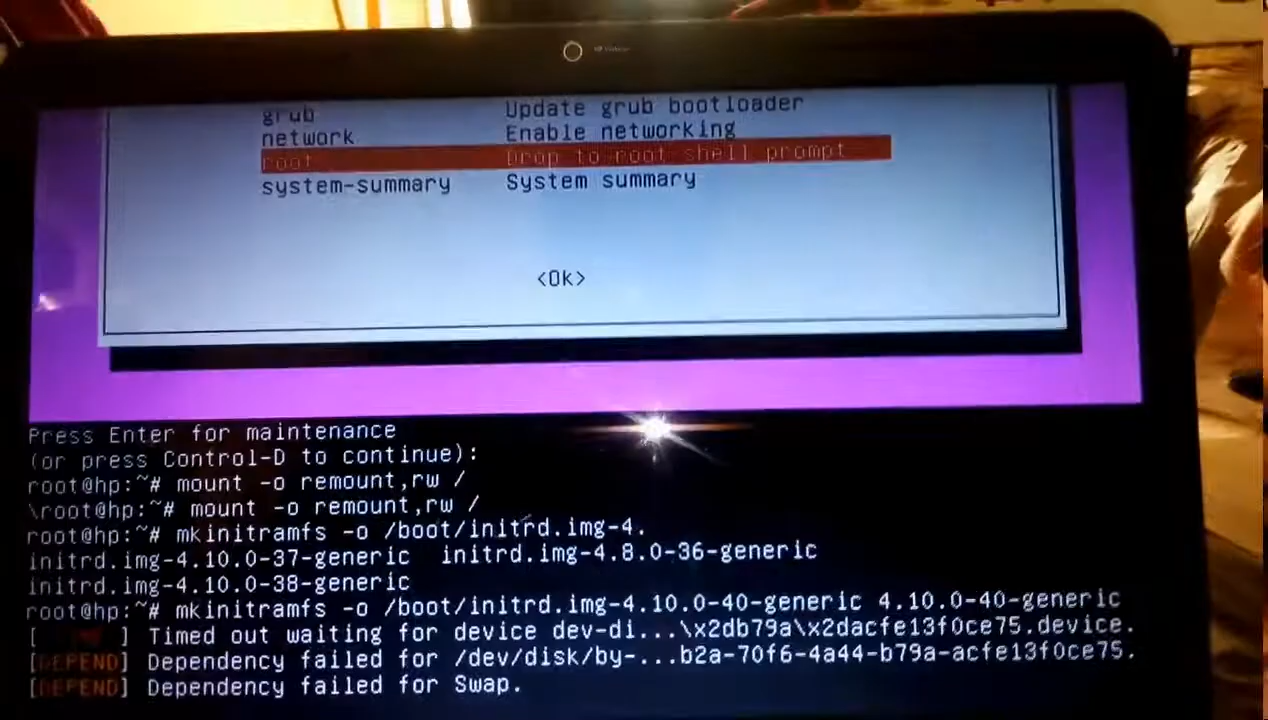 grub Update grub bootloader
network Enable networking
root Drop to root shell prompt
system-summary System summary
<Ok>
Press Enter for maintenance
(or press Control-D to continue):
root@hp:~# mount -o remount,rw /
\root@hp:~# mount -o remount,rw /
root@hp:~# mkinitramfs -o /boot/initrd.img-4.
initrd.img-4.10.0-37-generic initrd.img-4.8.0-36-generic
initrd.img-4.10.0-38-generic
root@hp:~# mkinitramfs -o /boot/initrd.img-4.10.0-40-generic 4.10.0-40-generic
[ ] Timed out waiting for device dev-di...\x2db79a\x2dacfe13f0ce75.device.
[DEPEND] Dependency failed for /dev/disk/by-...b2a-70f6-4a44-b79a-acfe13f0ce75.
[DEPEND] Dependency failed for Swap.